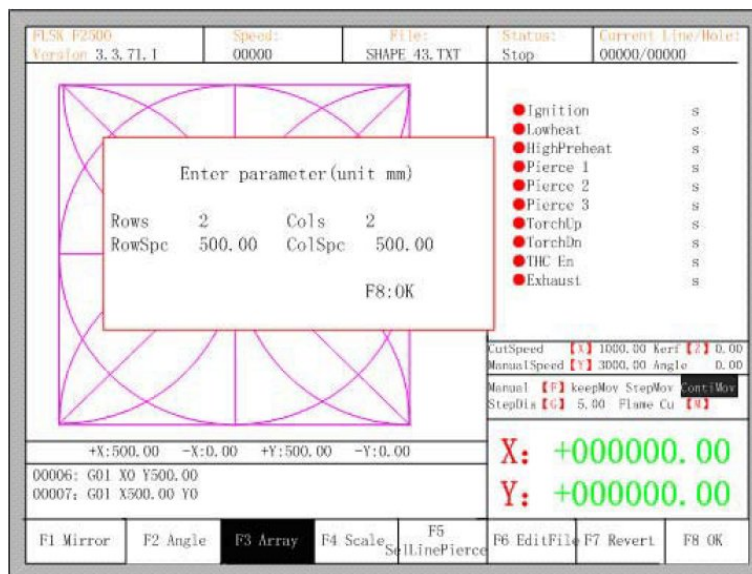 FLSK F2500
Version 3.3.71.1
Speed:
00000
File:
SHAPE_43.TXT
Status:
Stop
Current Line/Hole:
00000/00000
Enter parameter(unit mm)
Rows 2 Cols 2
RowSpc 500.00 ColSpc 500.00
F8:OK
Ignition s
Lowheat s
HighPreheat s
Pierce 1 s
Pierce 2 s
Pierce 3 s
TorchUp s
TorchDn s
THC En s
Exhaust s
CutSpeed 【X】 1000.00 Kerf 【Z】 0.00
ManualSpeed 【Y】 3000.00 Angle 0.00
Manual 【F】 keepMov StepMov ContiMov
StepDis 【G】 5.00 Flame Cu 【M】
+X:500.00 -X:0.00 +Y:500.00 -Y:0.00
00006: G01 X0 Y500.00
00007: G01 X500.00 Y0
X: +000000.00
Y: +000000.00
F1 Mirror
F2 Angle
F3 Array
F4 Scale
F5
SelLinePierce
F6 EditFile
F7 Revert
F8 OK